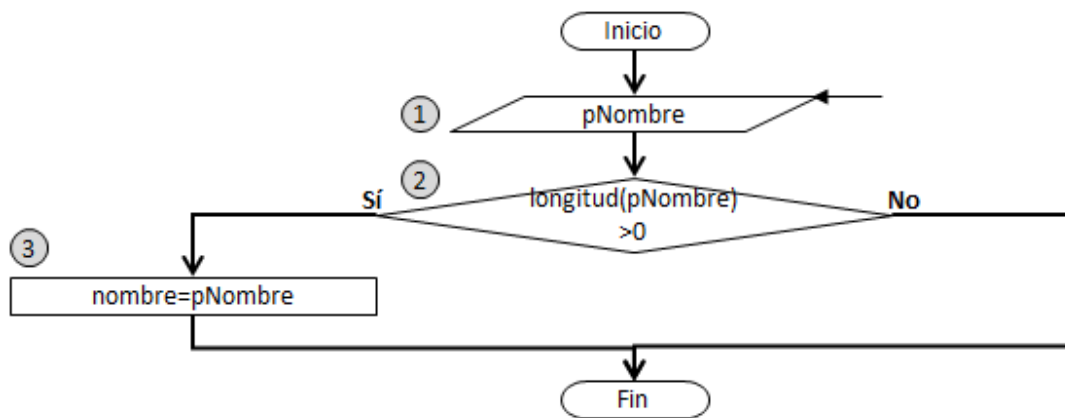 Inicio
1
pNombre
2
Sí
longitud(pNombre)
>0
No
3
nombre=pNombre
Fin